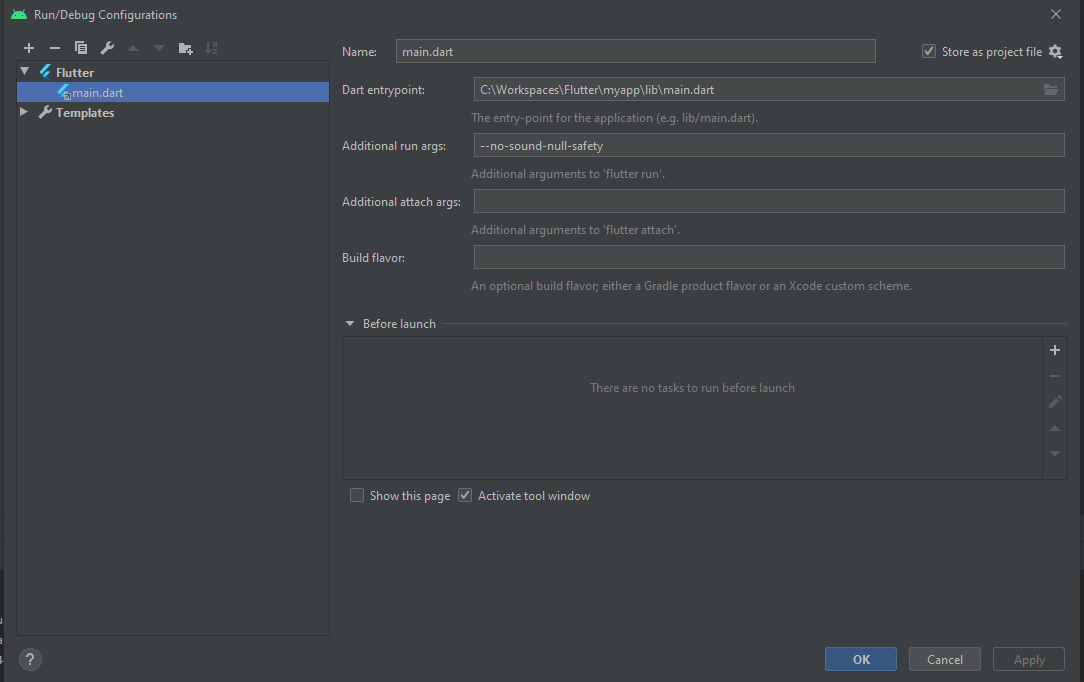 Run/Debug Configurations
Name: main.dart Store as project file
Flutter
main.dart
Templates
Dart entrypoint: C:\Workspaces\Flutter\myapp\lib\main.dart
The entry-point for the application (e.g. lib/main.dart).
Additional run args: --no-sound-null-safety
Additional arguments to 'flutter run'.
Additional attach args:
Additional arguments to 'flutter attach'.
Build flavor:
An optional build flavor; either a Gradle product flavor or an Xcode custom scheme.
Before launch
There are no tasks to run before launch
Show this page Activate tool window
?
OK Cancel Apply